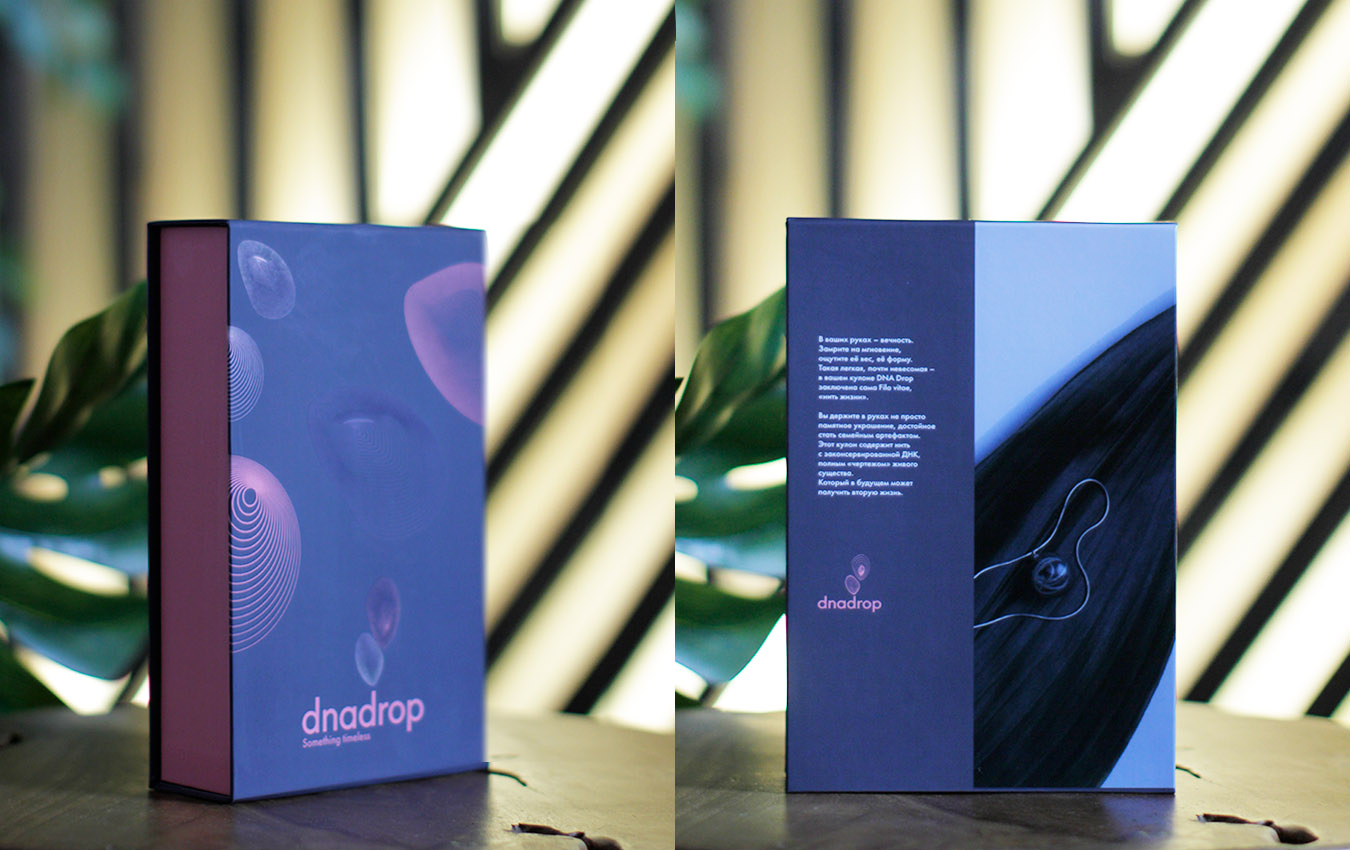 dnadrop
Something timeless
В ваших руках – вечность.
Замрите на мгновение,
ощутите её вес, её форму.
Такая легкая, почти невесомая –
в вашем кулоне DNA Drop
заключена сама Fila vitae,
«нить жизни».
Вы держите в руках не просто
памятное украшение, достойное
стать семейным артефактом.
Этот кулон содержит нить
с законсервированной ДНК,
полным «чертежом» живого
существа.
Который в будущем может
получить вторую жизнь.
dnadrop